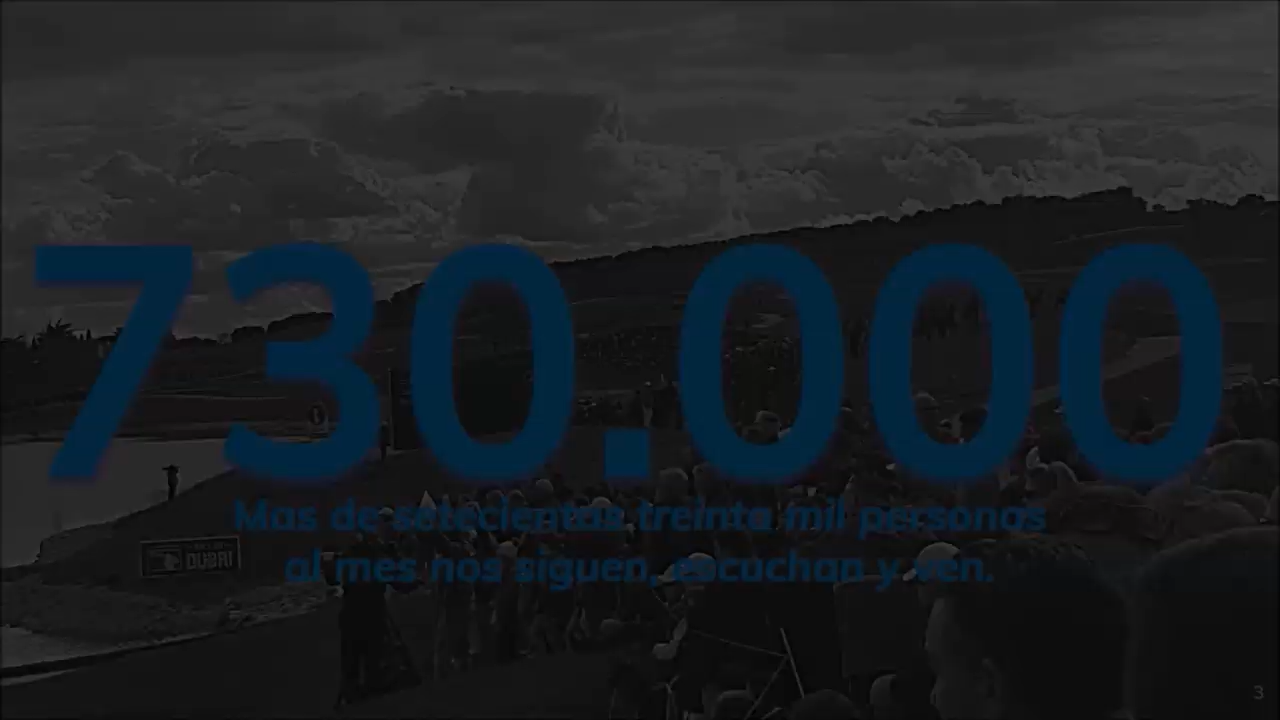 730.000
Mas de setecientas treinta mil personas
al mes nos siguen, escuchan y ven.
DUBAI
3